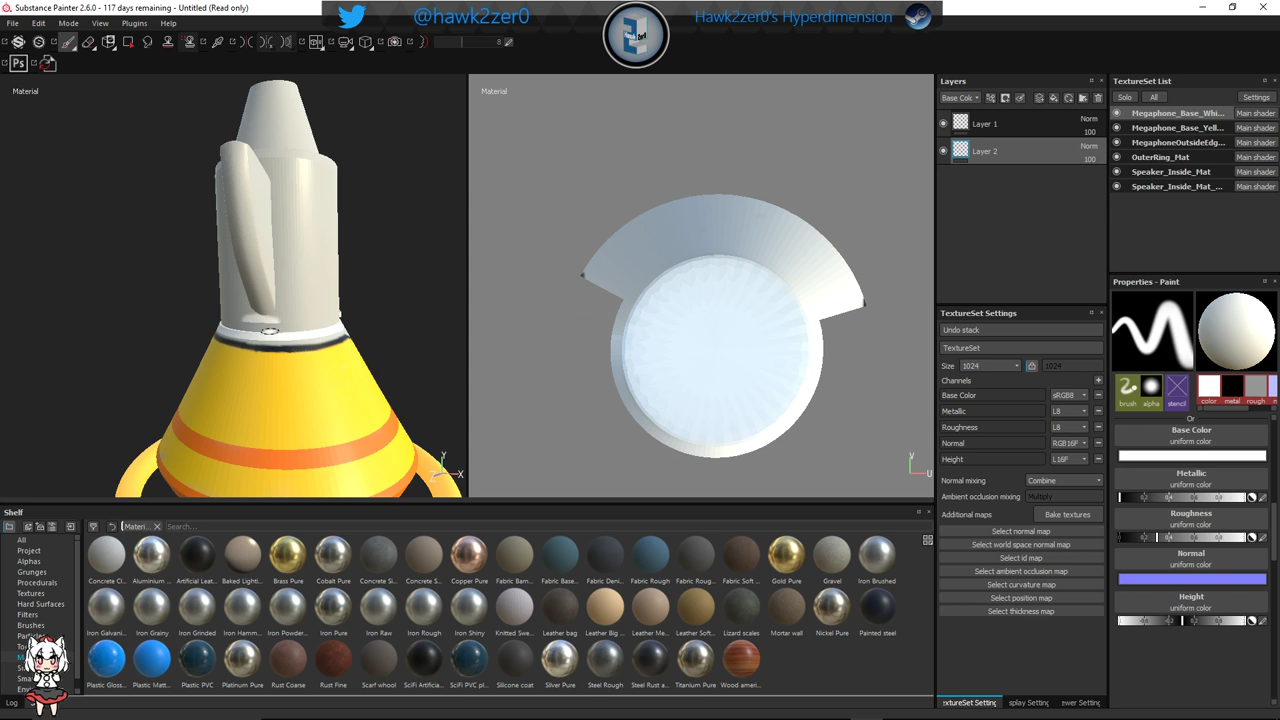 Substance Painter 2.6.0 - 117 days remaining - Untitled (Read only)
@hawk2zer0
Hawk2zer0's Hyperdimension
File Edit Mode View Plugins Help
8
Ps
Material
Material
Y
X
Z
Y
U
Layers
Layer 1
Norm
100
Layer 2
Norm
100
TextureSet List
Solo All Settings
Megaphone_Base_Whi... Main shader
Megaphone_Base_Yell... Main shader
MegaphoneOutsideEdg... Main shader
OuterRing_Mat Main shader
Speaker_Inside_Mat Main shader
Speaker_Inside_Mat_... Main shader
TextureSet Settings
Undo stack
TextureSet
Size 1024 1024
Channels
Base Color sRGB8
Metallic L8
Roughness L8
Normal RGB16F
Height L16F
Normal mixing Combine
Ambient occlusion mixing Multiply
Additional maps Bake textures
Select normal map
Select world space normal map
Select id map
Select ambient occlusion map
Select curvature map
Select position map
Select thickness map
Properties - Paint
brush alpha stencil color metal rough
Or
Base Color
uniform color
Metallic
uniform color
Roughness
uniform color
Normal
uniform color
Height
uniform color
Shelf
Materi... Search...
All
Project
Alphas
Grunges
Procedurals
Textures
Hard Surfaces
Filters
Brushes
Concrete Cl... Aluminium ... Artificial Leat... Baked Lighti... Brass Pure Cobalt Pure Concrete Si... Concrete S... Copper Pure Fabric Bam... Fabric Base... Fabric Deni... Fabric Rough Fabric Roug... Fabric Soft ... Gold Pure Gravel Iron Brushed
Iron Galvani... Iron Grainy Iron Grinded Iron Hamm... Iron Powder... Iron Pure Iron Raw Iron Rough Iron Shiny Knitted Swe... Leather bag Leather Big ... Leather Me... Leather Soft... Lizard scales Mortar wall Nickel Pure Painted steel
Plastic Gloss... Plastic Matt... Plastic PVC Platinum Pure Rust Coarse Rust Fine Scarf wool SciFi Artificia... SciFi PVC pl... Silicone coat Silver Pure Steel Rough Steel Rust a... Titanium Pure Wood ameri...
Log